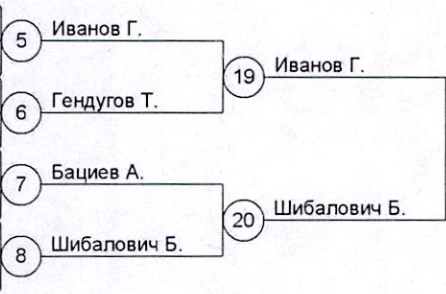 5 Иванов Г.
19 Иванов Г.
6 Гендугов Т.
7 Бациев А.
20 Шибалович Б.
8 Шибалович Б.